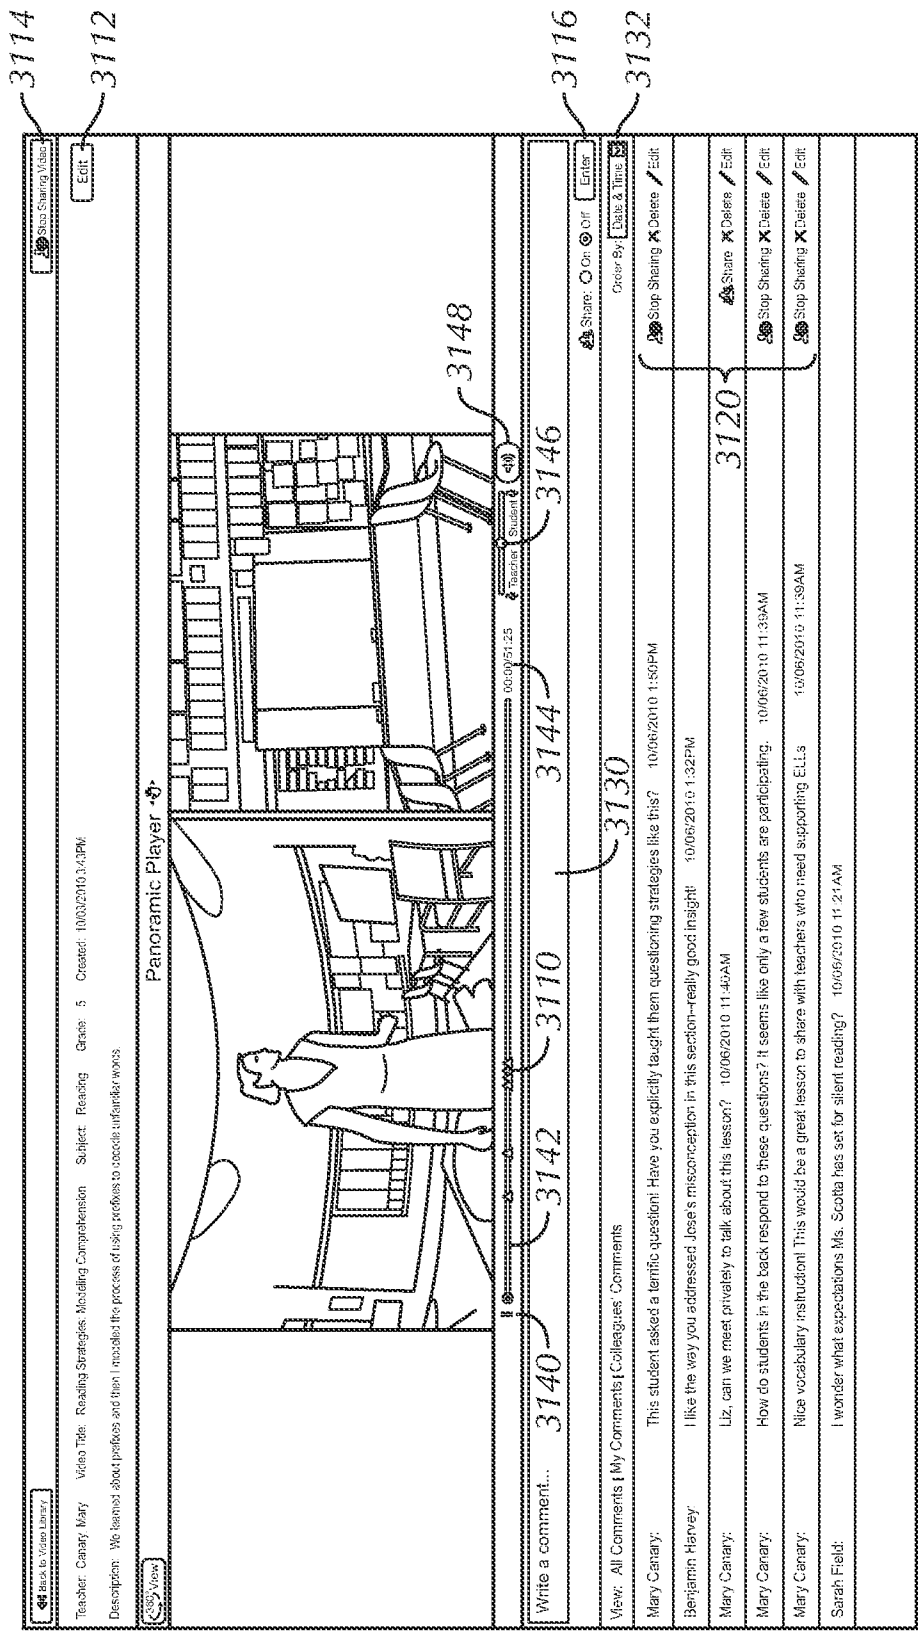 ◀◀ Back to Video Library
Stop Sharing Video
3114
Teacher: Canary Mary Video Title: Reading Strategies: Modeling Comprehension Subject: Reading Grade: 5 Created: 10/03/2010 3:43PM
Edit
3112
Description: We learned about prefixes and then I modeled the process of using prefixes to decode unfamiliar words.
360° View
Panoramic Player
3148
00:00/51:25
Teacher
Student
Write a comment...
3140
3142
3110
3144
3146
Share: On Off
Enter
3116
3130
View: All Comments | My Comments | Colleagues' Comments
Order By: Date & Time
3132
Mary Canary: This student asked a terrific question! Have you explicitly taught them questioning strategies like this? 10/06/2010 1:50PM Stop Sharing Delete Edit
Benjamin Harvey: I like the way you addressed Jose's misconception in this section--really good insight! 10/06/2010 1:32PM
Mary Canary: Liz, can we meet privately to talk about this lesson? 10/06/2010 11:40AM Share Delete Edit
3120
Mary Canary: How do students in the back respond to these questions? It seems like only a few students are participating. 10/06/2010 11:39AM Stop Sharing Delete Edit
Mary Canary: Nice vocabulary instruction! This would be a great lesson to share with teachers who need supporting ELLs 10/06/2010 11:39AM Stop Sharing Delete Edit
Sarah Field: I wonder what expectations Ms. Scotta has set for silent reading? 10/06/2010 11:21AM